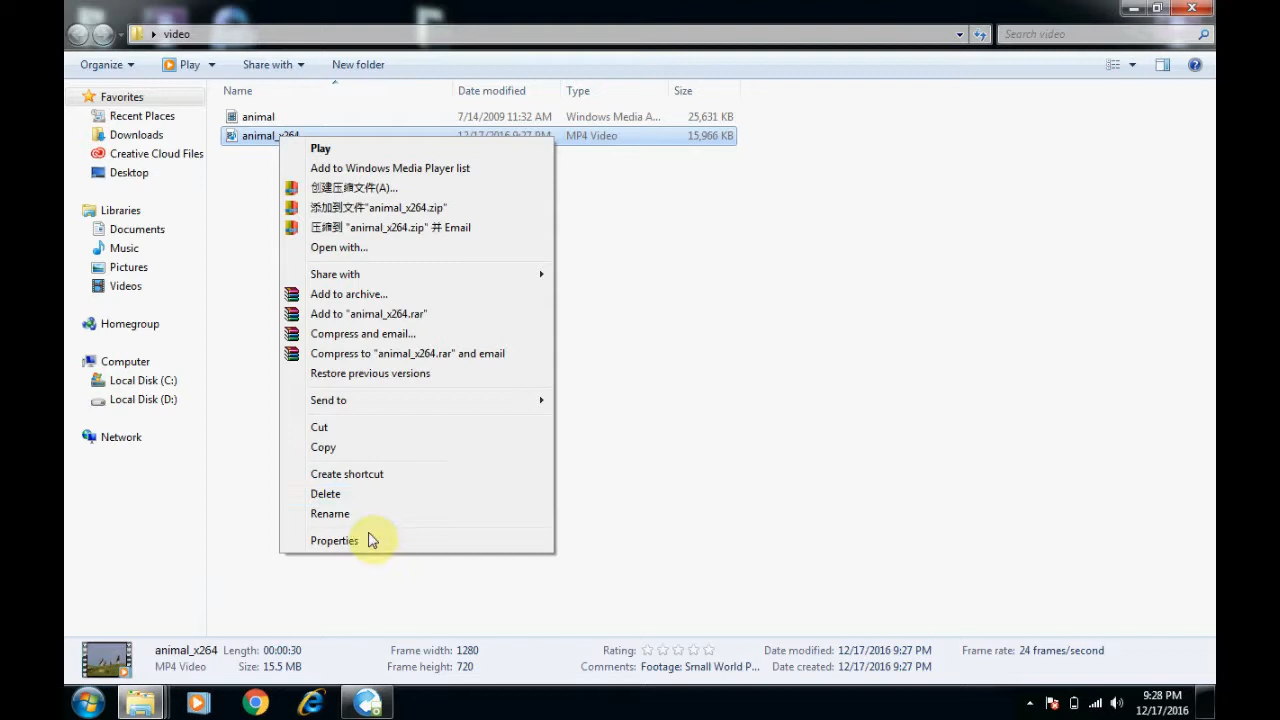 video
Search video
Organize
Play
Share with
New folder
Name
Date modified
Type
Size
animal
7/14/2009 11:32 AM
Windows Media A...
25,631 KB
animal_x264
12/17/2016 9:27 PM
MP4 Video
15,966 KB
Favorites
Recent Places
Downloads
Creative Cloud Files
Desktop
Libraries
Documents
Music
Pictures
Videos
Homegroup
Computer
Local Disk (C:)
Local Disk (D:)
Network
Play
Add to Windows Media Player list
创建压缩文件(A)...
添加到文件"animal_x264.zip"
压缩到 "animal_x264.zip" 并 Email
Open with...
Share with
Add to archive...
Add to "animal_x264.rar"
Compress and email...
Compress to "animal_x264.rar" and email
Restore previous versions
Send to
Cut
Copy
Create shortcut
Delete
Rename
Properties
animal_x264 Length: 00:00:30 Frame width: 1280 Rating: Date modified: 12/17/2016 9:27 PM Frame rate: 24 frames/second
MP4 Video Size: 15.5 MB Frame height: 720 Comments: Footage: Small World P... Date created: 12/17/2016 9:27 PM
9:28 PM
12/17/2016